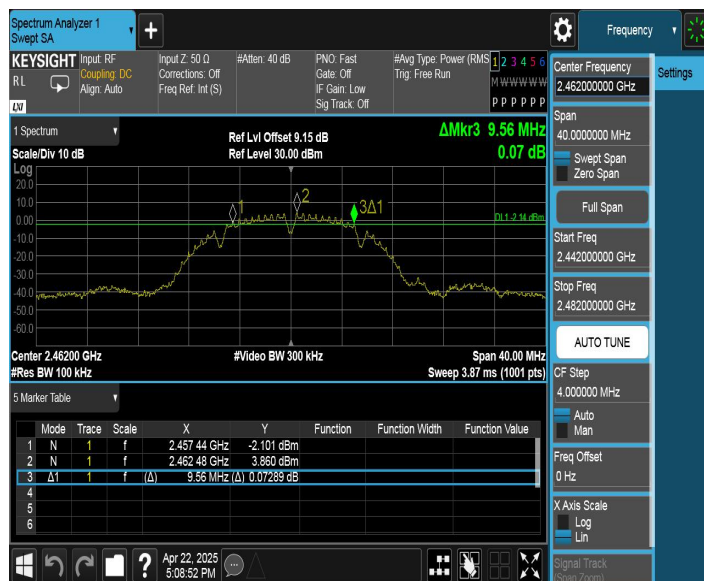 Spectrum Analyzer 1
Swept SA
+
Frequency
KEYSIGHT Input: RF Input Z: 50 Ω #Atten: 40 dB PNO: Fast #Avg Type: Power (RMS 1 2 3 4 5 6
RL Coupling: DC Corrections: Off Gate: Off Trig: Free Run M W W W W W
Align: Auto Freq Ref: Int (S) IF Gain: Low
LXI Sig Track: Off P P P P P P
1 Spectrum
Ref Lvl Offset 9.15 dB ΔMkr3 9.56 MHz
Scale/Div 10 dB Ref Level 30.00 dBm 0.07 dB
Log
20.0
10.0
0.00
-10.0
-20.0
-30.0
-40.0
-50.0
-60.0
1
2
3Δ1
DL1 -2.14 dBm
Center 2.46200 GHz #Video BW 300 kHz Span 40.00 MHz
#Res BW 100 kHz Sweep 3.87 ms (1001 pts)
5 Marker Table
Mode Trace Scale X Y Function Function Width Function Value
1 N 1 f 2.457 44 GHz -2.101 dBm
2 N 1 f 2.462 48 GHz 3.860 dBm
3 Δ1 1 f (Δ) 9.56 MHz (Δ) 0.07289 dB
4
5
6
?
Apr 22, 2025
5:08:52 PM
Center Frequency
2.462000000 GHz
Span
40.0000000 MHz
Swept Span
Zero Span
Full Span
Start Freq
2.442000000 GHz
Stop Freq
2.482000000 GHz
AUTO TUNE
CF Step
4.000000 MHz
Auto
Man
Freq Offset
0 Hz
X Axis Scale
Log
Lin
Signal Track
(Span Zoom)
Settings